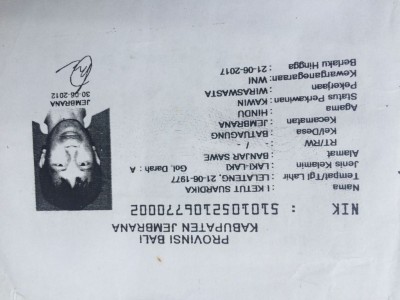 PROVINSI BALI
KABUPATEN JEMBRANA
NIK : 5101052106770002
Nama : I KETUT SUARDIKA
Tempat/Tgl Lahir : LELATENG, 21-06-1977
Jenis Kelamin : LAKI-LAKI Gol. Darah : A
Alamat : BANJAR SAWE
RT/RW : - / -
Kel/Desa : BATUAGUNG
Kecamatan : JEMBRANA
Agama : HINDU
Status Perkawinan : KAWIN
Pekerjaan : WIRASWASTA
Kewarganegaraan : WNI
Berlaku Hingga : 21-06-2017
JEMBRANA
30-06-2012